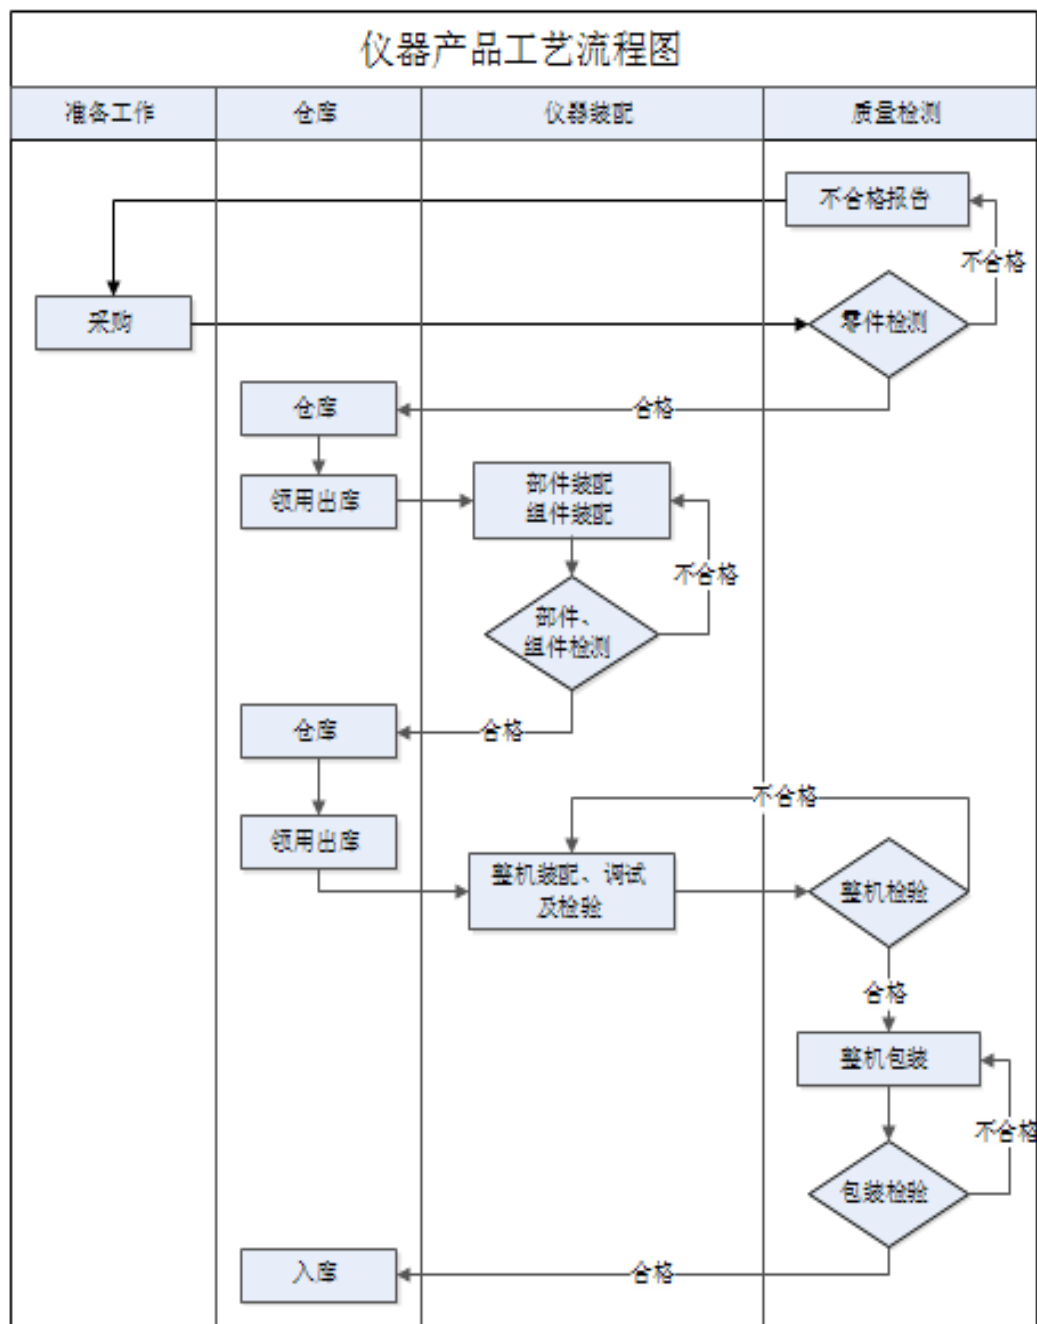 仪器产品工艺流程图
准备工作
仓库
仪器装配
质量检测
不合格报告
不合格
采购
零件检测
仓库
合格
领用出库
部件装配
组件装配
不合格
部件、
组件检测
仓库
合格
不合格
领用出库
整机装配、调试
及检验
整机检验
合格
整机包装
不合格
包装检验
入库
合格